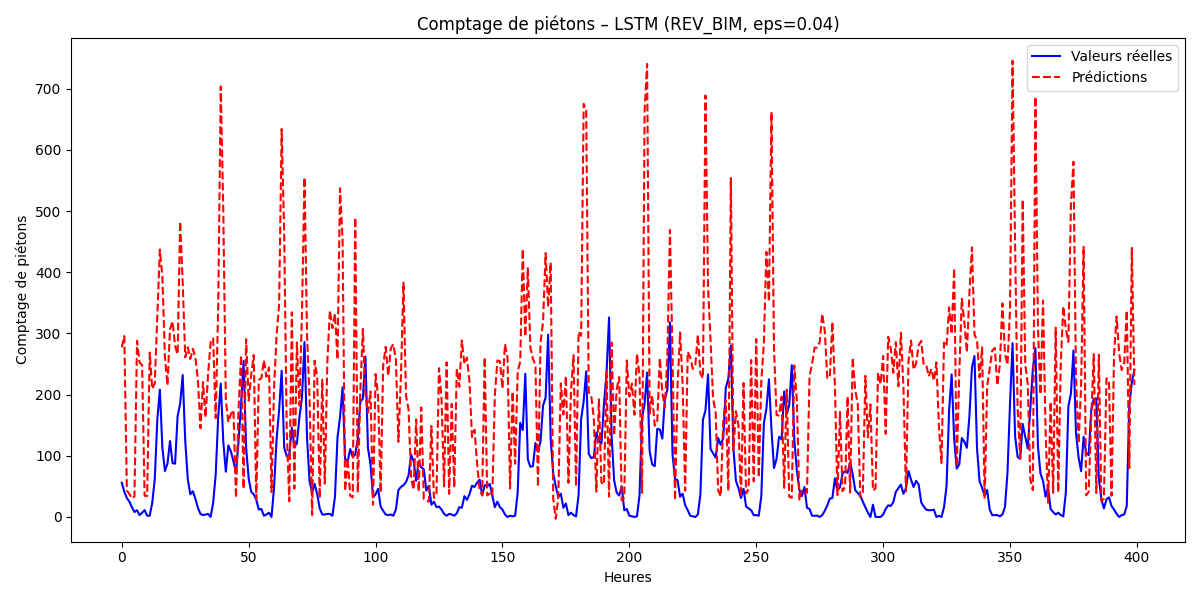 Comptage de piétons – LSTM (REV_BIM, eps=0.04)
Valeurs réelles
Prédictions
Comptage de piétons
700
600
500
400
300
200
100
0
0 50 100 150 200 250 300 350 400
Heures